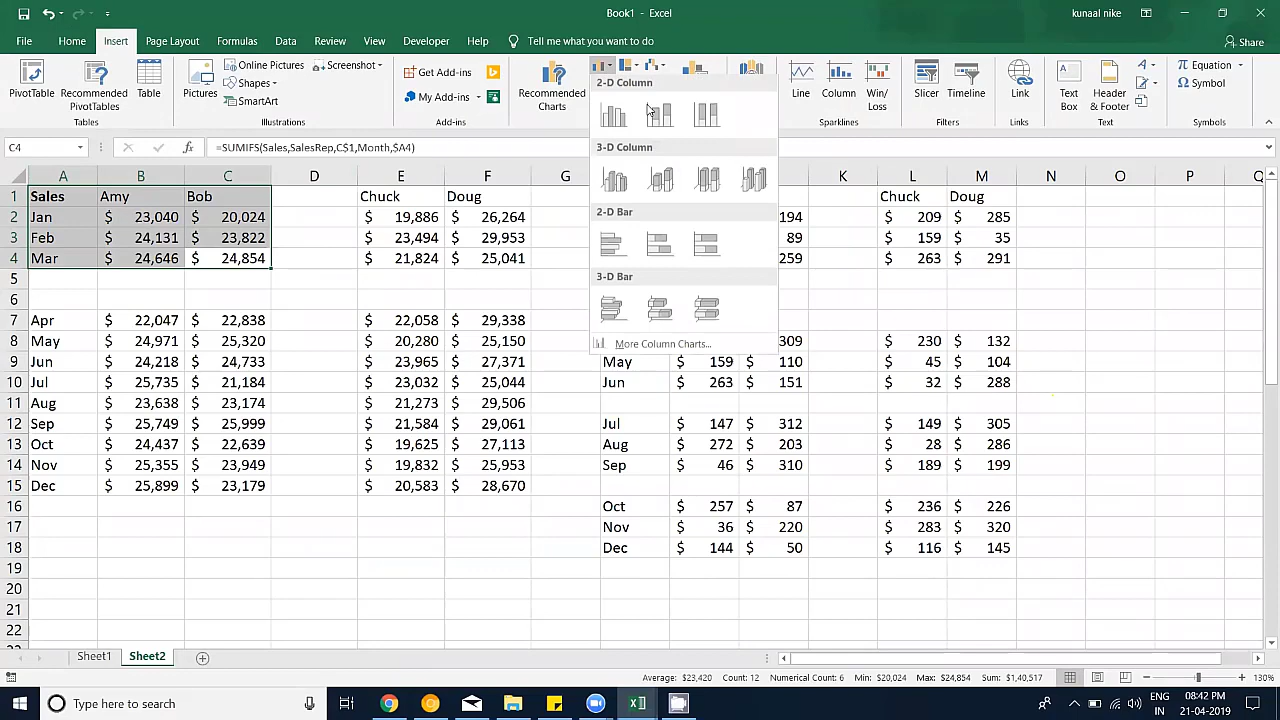 Book1 - Excel
kunaal nike
File Home Insert Page Layout Formulas Data Review View Developer Help Tell me what you want to do Share
PivotTable
Recommended PivotTables
Table
Tables
Pictures
Online Pictures
Shapes
SmartArt
Screenshot
Illustrations
Get Add-ins
My Add-ins
Add-ins
Recommended Charts
Line
Column
Win/ Loss
Sparklines
Slicer
Timeline
Filters
Link
Links
Text Box
Header & Footer
Text
Equation
Symbol
Symbols
2-D Column
3-D Column
2-D Bar
3-D Bar
More Column Charts...
C4 fx =SUMIFS(Sales,SalesRep,C$1,Month,$A4)
A B C D E F G K L M N O P Q
1 Sales Amy Bob Chuck Doug Chuck Doug
2 Jan $ 23,040 $ 20,024 $ 19,886 $ 26,264 194 $ 209 $ 285
3 Feb $ 24,131 $ 23,822 $ 23,494 $ 29,953 89 $ 159 $ 35
4 Mar $ 24,646 $ 24,854 $ 21,824 $ 25,041 259 $ 263 $ 291
5
6
7 Apr $ 22,047 $ 22,838 $ 22,058 $ 29,338
8 May $ 24,971 $ 25,320 $ 20,280 $ 25,150 309 $ 230 $ 132
9 Jun $ 24,218 $ 24,733 $ 23,965 $ 27,371 May $ 159 $ 110 $ 45 $ 104
10 Jul $ 25,735 $ 21,184 $ 23,032 $ 25,044 Jun $ 263 $ 151 $ 32 $ 288
11 Aug $ 23,638 $ 23,174 $ 21,273 $ 29,506
12 Sep $ 25,749 $ 25,999 $ 21,584 $ 29,061 Jul $ 147 $ 312 $ 149 $ 305
13 Oct $ 24,437 $ 22,639 $ 19,625 $ 27,113 Aug $ 272 $ 203 $ 28 $ 286
14 Nov $ 25,355 $ 23,949 $ 19,832 $ 25,953 Sep $ 46 $ 310 $ 189 $ 199
15 Dec $ 25,899 $ 23,179 $ 20,583 $ 28,670
16 Oct $ 257 $ 87 $ 236 $ 226
17 Nov $ 36 $ 220 $ 283 $ 320
18 Dec $ 144 $ 50 $ 116 $ 145
19
20
21
22
Sheet1 Sheet2
Average: $23,420 Count: 12 Numerical Count: 6 Min: $20,024 Max: $24,854 Sum: $1,40,517 130%
Type here to search
ENG 08:42 PM
IN 21-04-2019